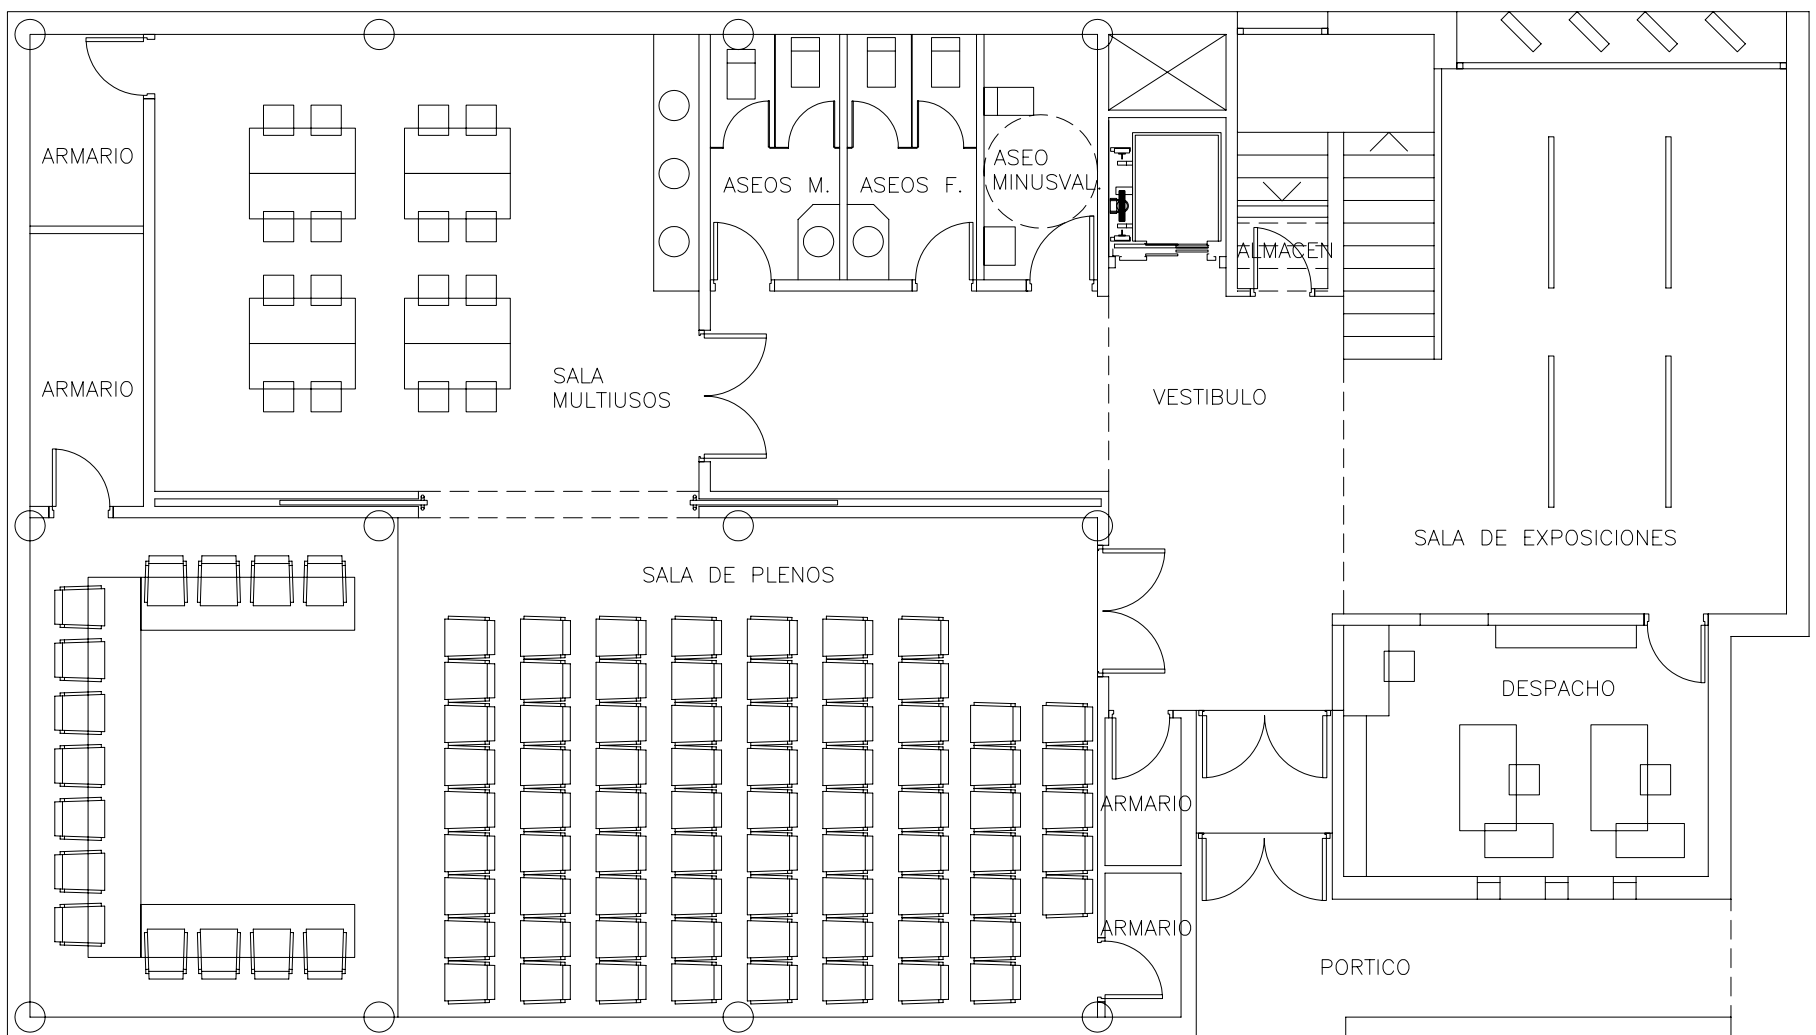 ARMARIO
ASEOS M.
ASEOS F.
ASEO
MINUSVAL.
ALMACEN
ARMARIO
SALA
MULTIUSOS
VESTIBULO
SALA DE EXPOSICIONES
SALA DE PLENOS
DESPACHO
ARMARIO
ARMARIO
PORTICO